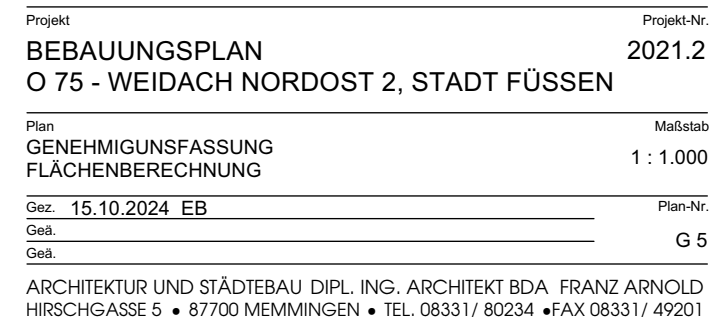 Projekt Projekt-Nr.
BEBAUUNGSPLAN 2021.2
O 75 - WEIDACH NORDOST 2, STADT FÜSSEN
Plan Maßstab
GENEHMIGUNSFASSUNG
FLÄCHENBERECHNUNG
1 : 1.000
Gez. 15.10.2024 EB Plan-Nr.
Geä.
G 5
Geä.
ARCHITEKTUR UND STÄDTEBAU DIPL. ING. ARCHITEKT BDA FRANZ ARNOLD
HIRSCHGASSE 5 • 87700 MEMMINGEN • TEL. 08331/ 80234 •FAX 08331/ 49201